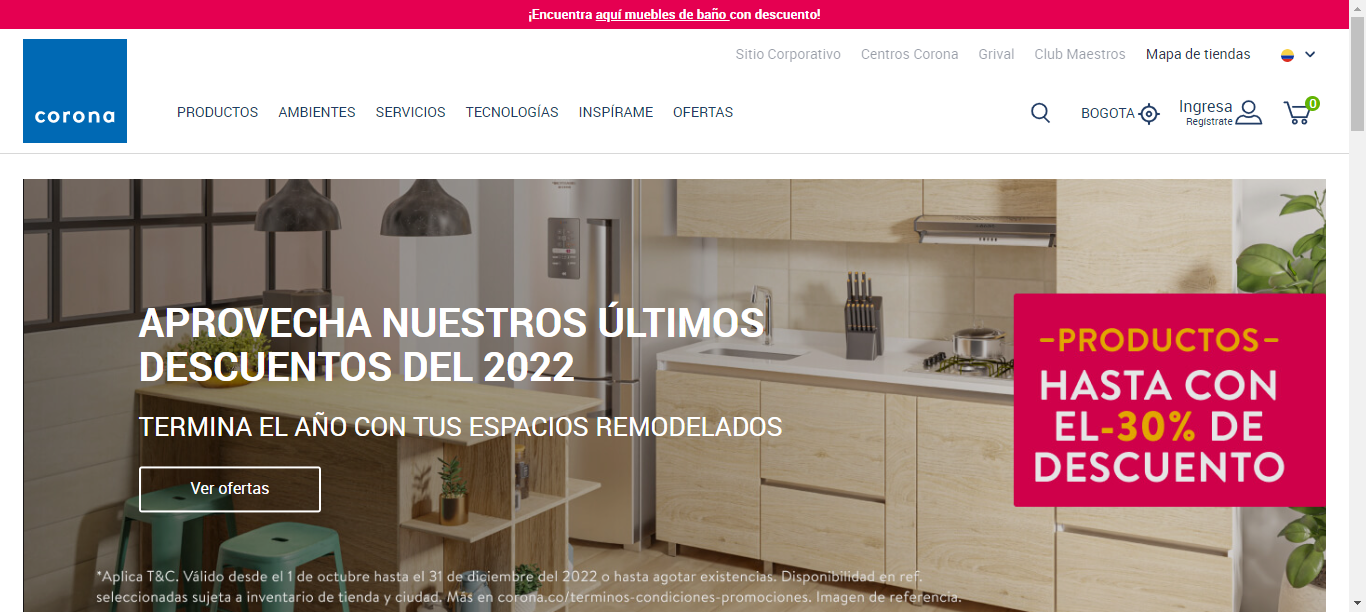 ¡Encuentra aquí muebles de baño con descuento!
Sitio Corporativo Centros Corona Grival Club Maestros Mapa de tiendas
corona
PRODUCTOS AMBIENTES SERVICIOS TECNOLOGÍAS INSPÍRAME OFERTAS
BOGOTA
Ingresa
Regístrate
0
APROVECHA NUESTROS ÚLTIMOS
DESCUENTOS DEL 2022
TERMINA EL AÑO CON TUS ESPACIOS REMODELADOS
Ver ofertas
–PRODUCTOS–
HASTA CON
EL-30% DE
DESCUENTO
*Aplica T&C. Válido desde el 1 de octubre hasta el 31 de diciembre del 2022 o hasta agotar existencias. Disponibilidad en ref.
seleccionadas sujeta a inventario de tienda y ciudad. Más en corona.co/terminos-condiciones-promociones. Imagen de referencia.